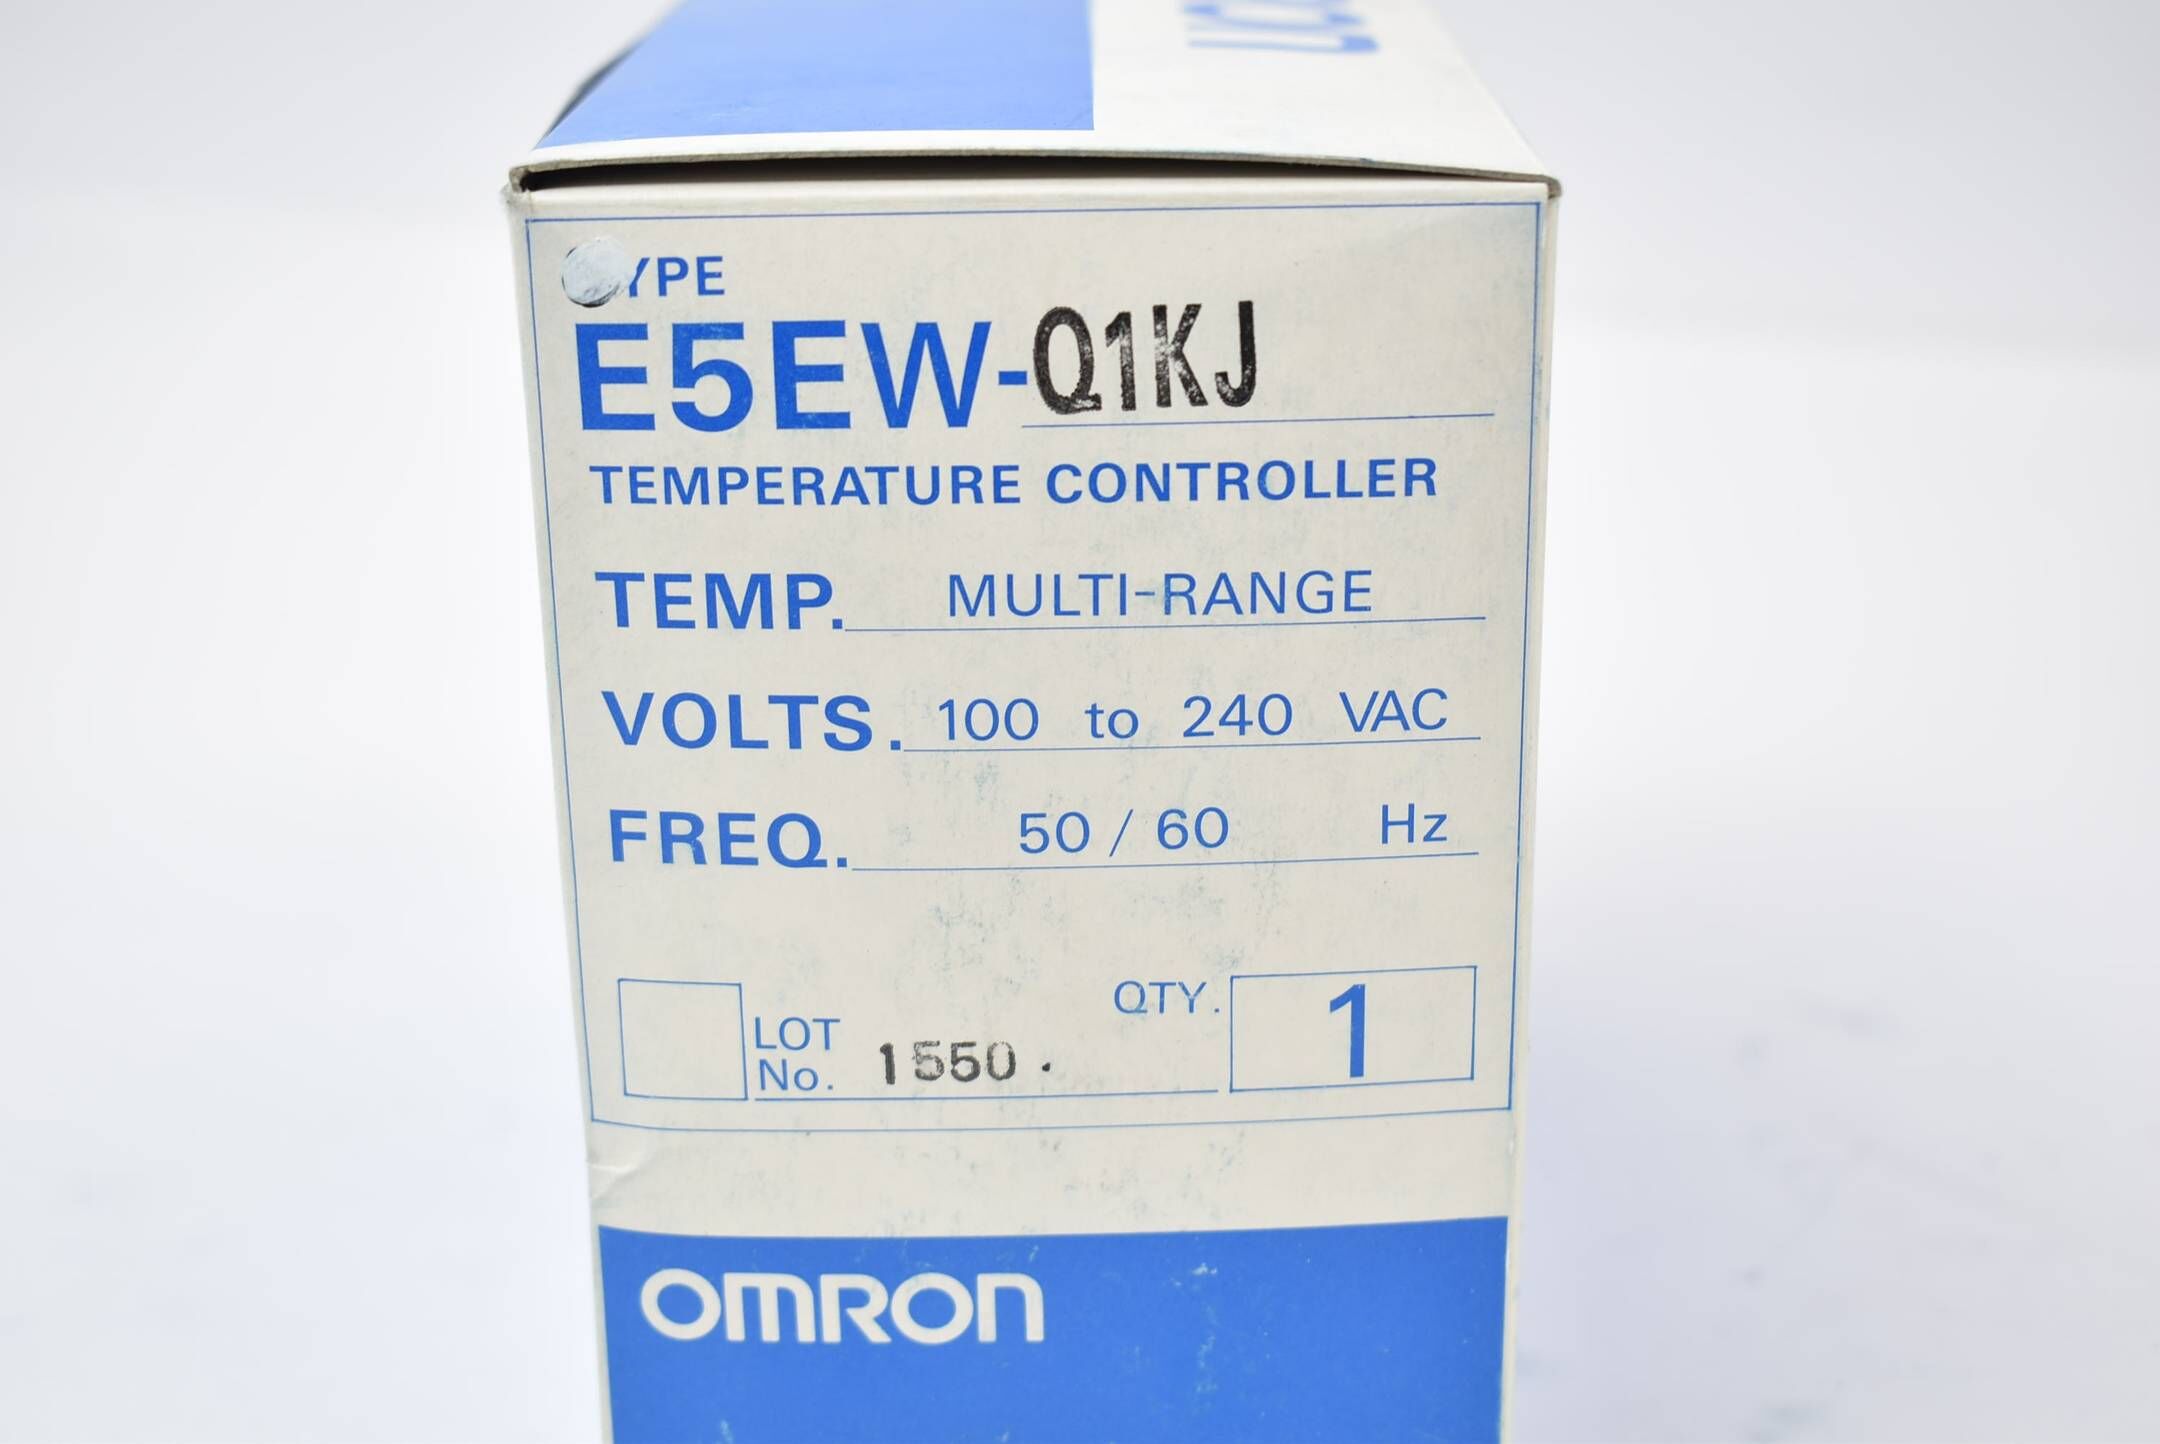 YPE
E5EW-Q1KJ
TEMPERATURE CONTROLLER
TEMP. MULTI-RANGE
VOLTS. 100 to 240 VAC
FREQ. 50 / 60 Hz
QTY. 1
LOT
No. 1550 .
OMRON